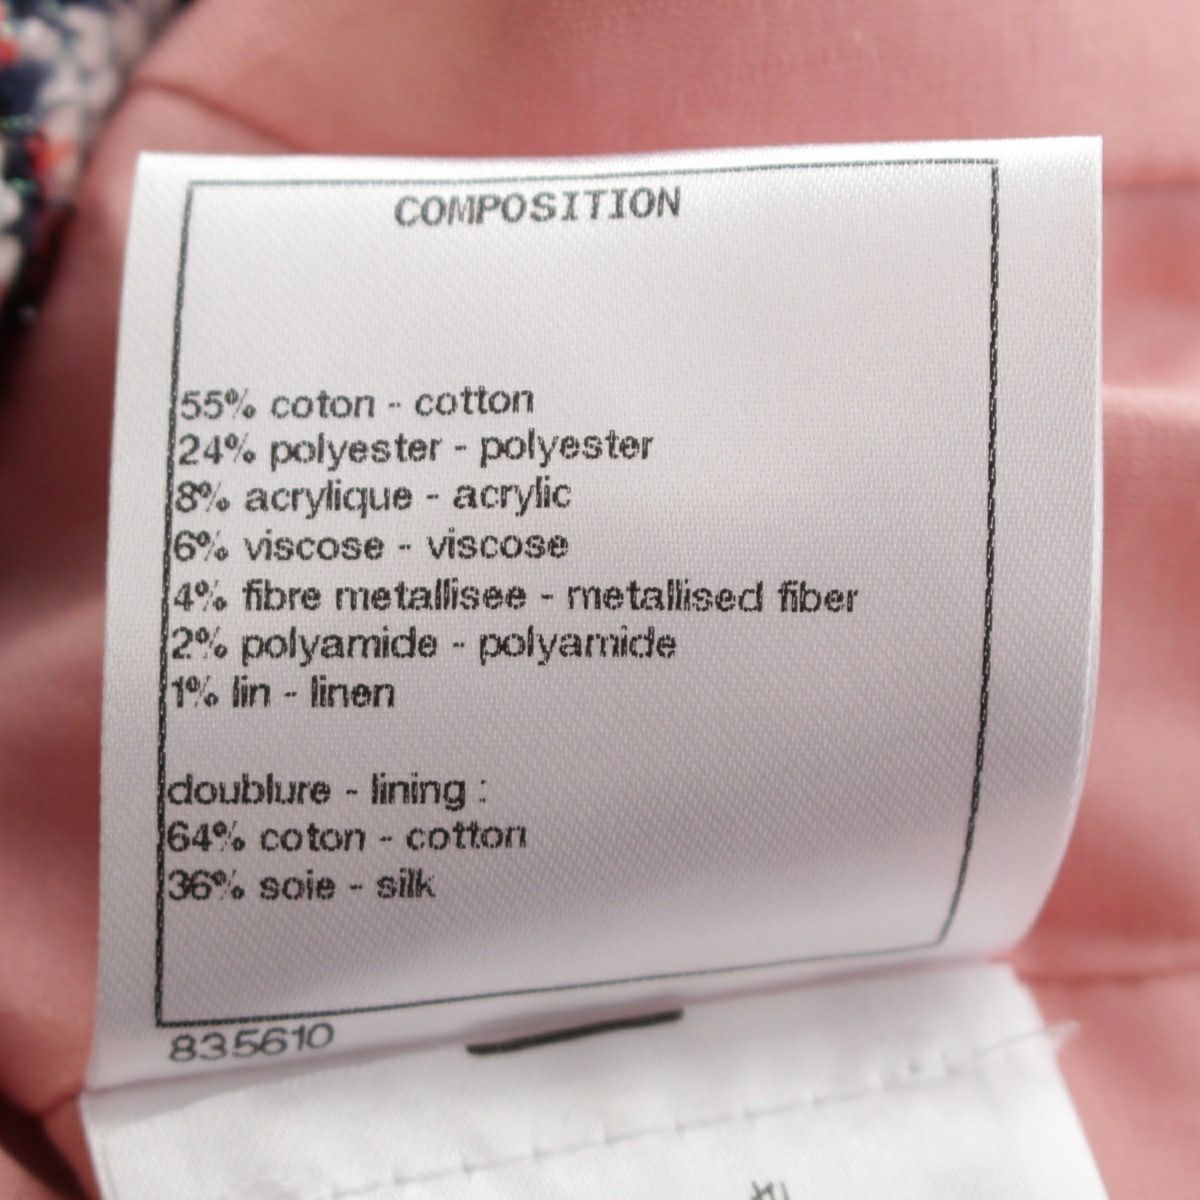 COMPOSITION
55% coton - cotton
24% polyester - polyester
8% acrylique - acrylic
6% viscose - viscose
4% fibre metallisee - metallised fiber
2% polyamide - polyamide
1% lin - linen
doublure - lining :
64% coton - cotton
36% soie - silk
835610